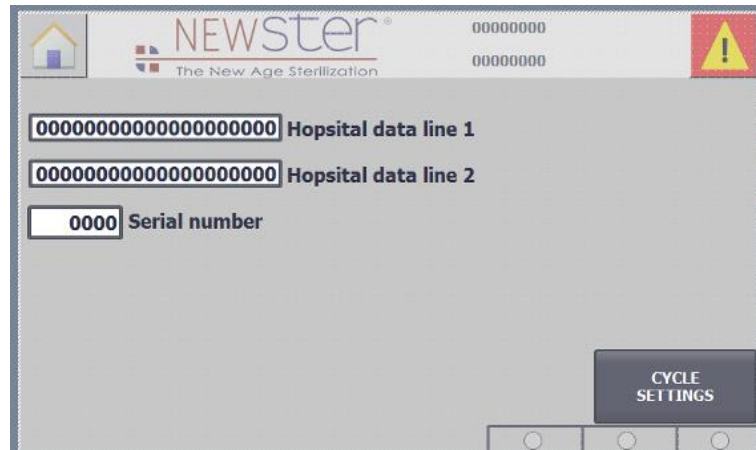 NEWSter®
The New Age Sterilization
00000000
00000000
00000000000000000000 Hopsital data line 1
00000000000000000000 Hopsital data line 2
0000 Serial number
CYCLE
SETTINGS